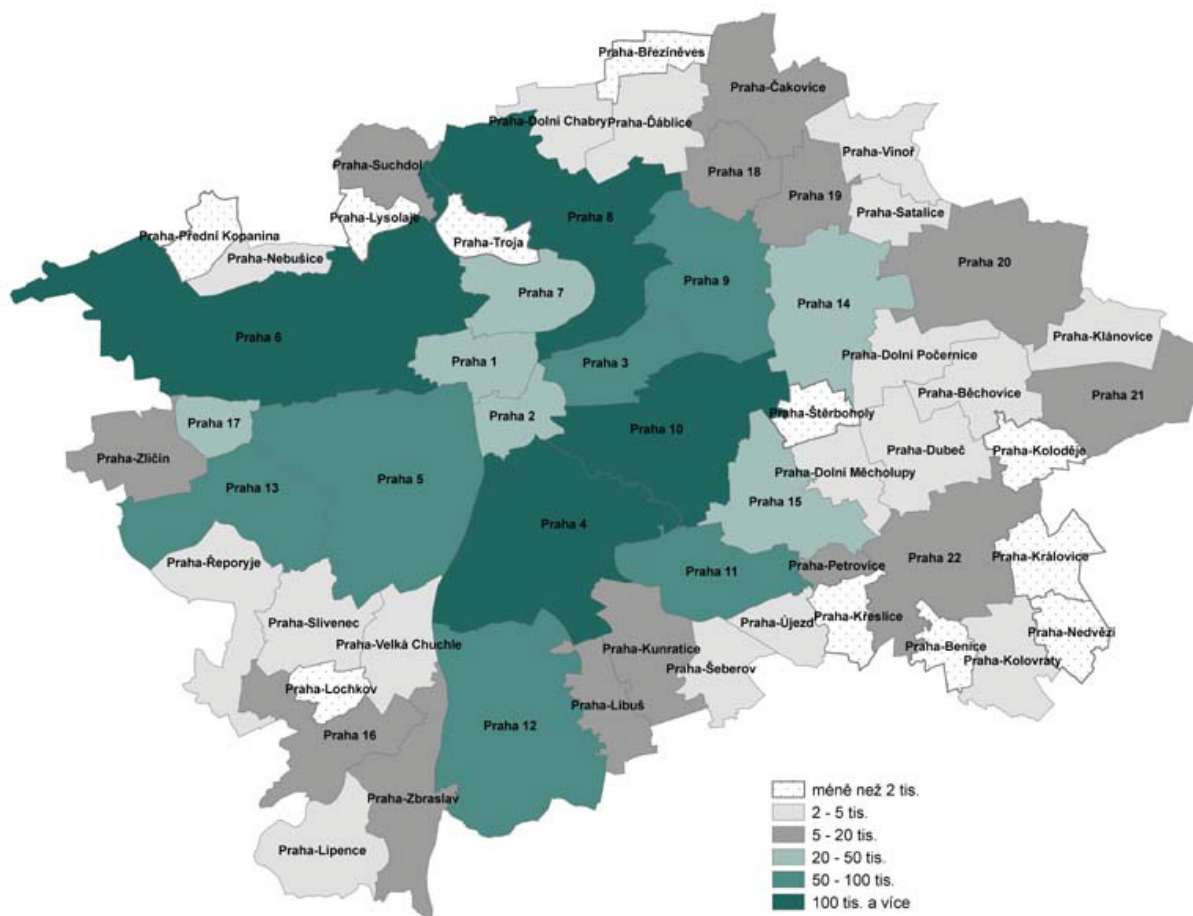 Praha-Březiněves
Praha-Čakovice
Praha-Dolní Chabry
Praha-Ďáblice
Praha-Vinoř
Praha-Suchdol
Praha 18
Praha 19
Praha-Satalice
Praha-Lysolaje
Praha 8
Praha-Přední Kopanina
Praha-Troja
Praha-Nebušice
Praha 20
Praha 9
Praha 7
Praha 14
Praha 6
Praha-Klánovice
Praha-Dolní Počernice
Praha 1
Praha 3
Praha-Běchovice
Praha 21
Praha 2
Praha-Štěrboholy
Praha 17
Praha 10
Praha-Dubeč
Praha-Koloděje
Praha-Zličín
Praha-Dolní Měcholupy
Praha 5
Praha 13
Praha 15
Praha 4
Praha 22
Praha-Královice
Praha-Řeporyje
Praha-Petrovice
Praha 11
Praha-Křeslice
Praha-Slivenec
Praha-Újezd
Praha-Nedvězí
Praha-Velká Chuchle
Praha-Benice
Praha-Kunratice
Praha-Kolovraty
Praha-Šeberov
Praha-Lochkov
Praha-Libuš
Praha 12
Praha 16
Praha-Zbraslav
Praha-Lipence
méně než 2 tis.
2 - 5 tis.
5 - 20 tis.
20 - 50 tis.
50 - 100 tis.
100 tis. a více